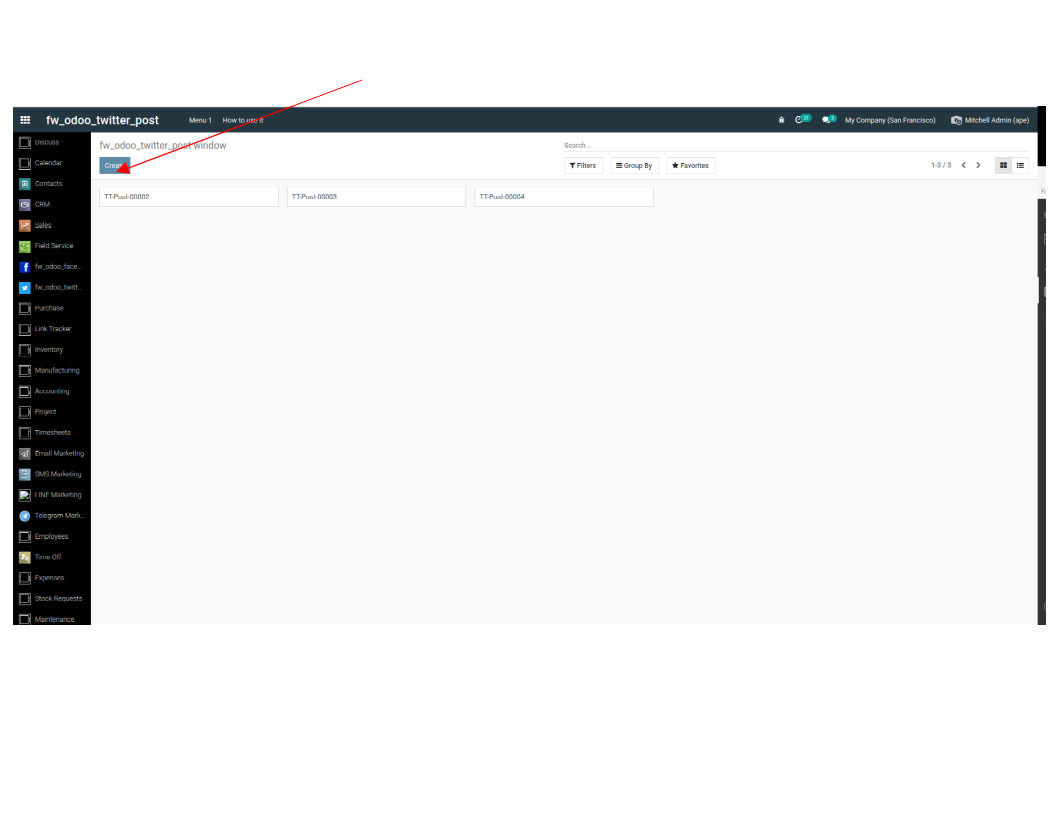 fw_odoo_twitter_post Menu 1 How to use it 31 5 My Company (San Francisco) Mitchell Admin (ape)
Discuss
Calendar
Contacts
CRM
Sales
Field Service
fw_odoo_face...
fw_odoo_twitt...
Purchase
Link Tracker
Inventory
Manufacturing
Accounting
Project
Timesheets
Email Marketing
SMS Marketing
LINE Marketing
Telegram Mark...
Employees
Time Off
Expenses
Stock Requests
Maintenance
fw_odoo_twitter_post window
Search...
Create
Filters Group By Favorites 1-3 / 3
TT-Post-00002 TT-Post-00003 TT-Post-00004